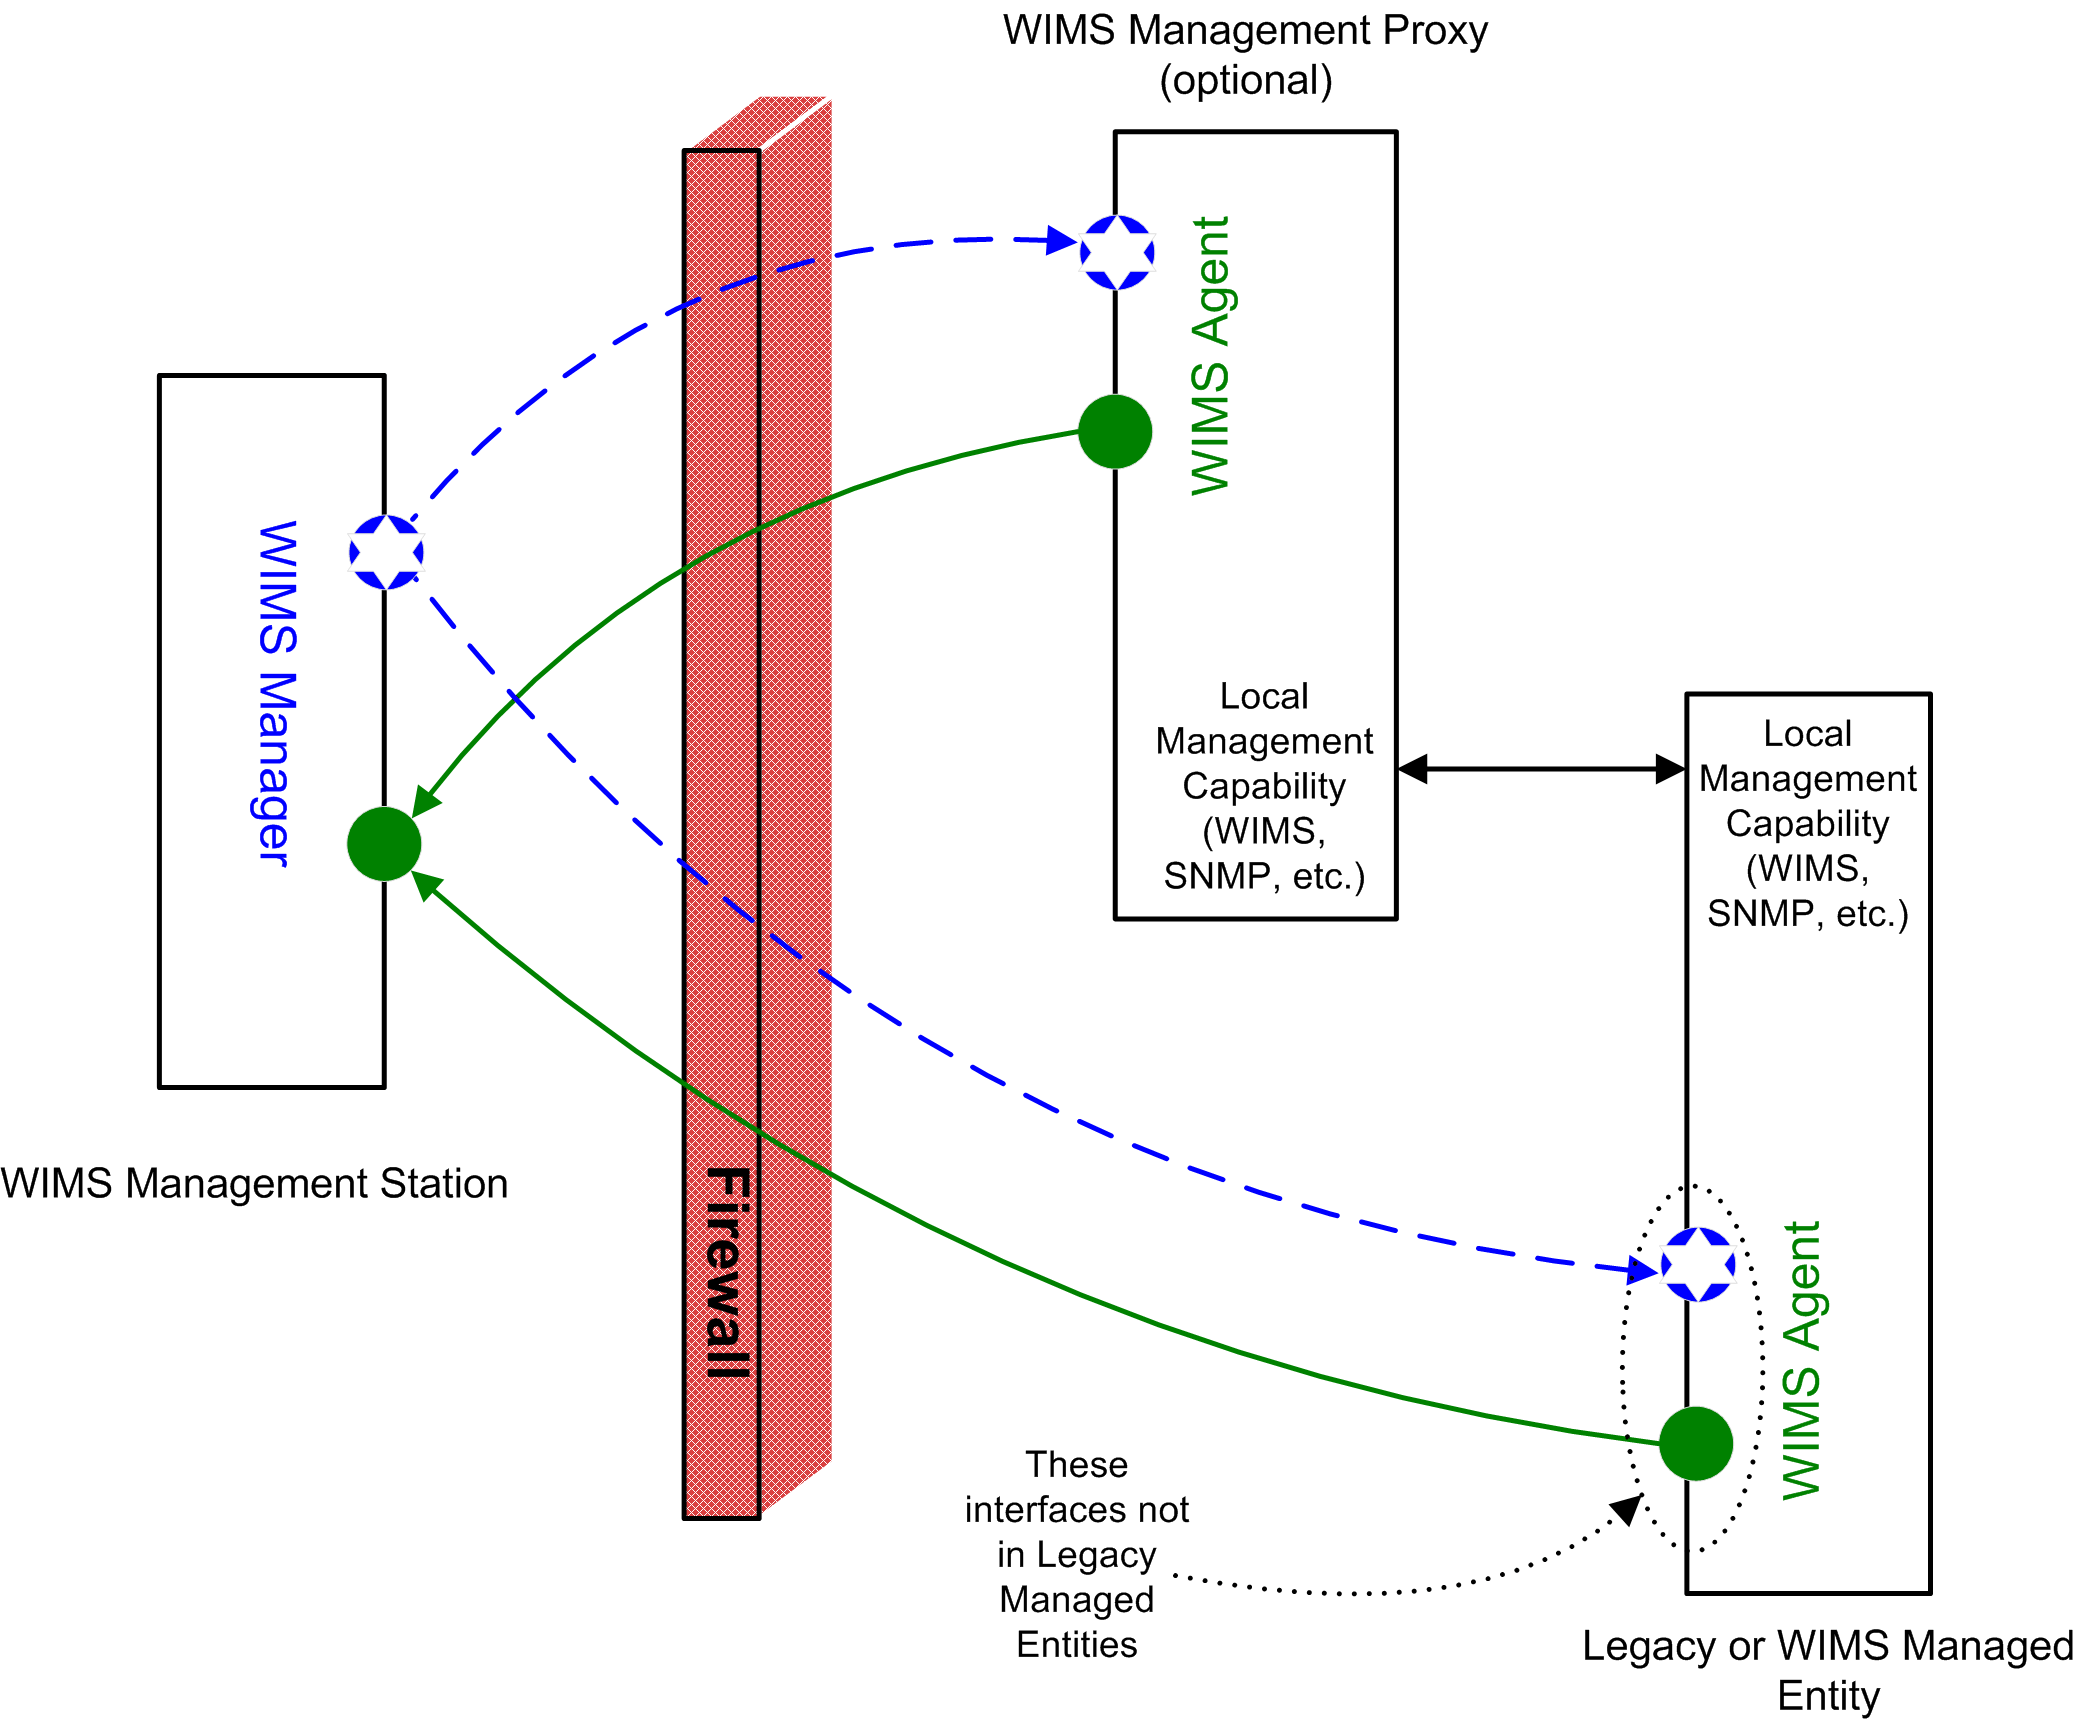 WIMS Management Proxy
(optional)
WIMS Agent
WIMS Manager
Local
Management
Capability
(WIMS,
SNMP, etc.)
Local
Management
Capability
(WIMS,
SNMP, etc.)
WIMS Management Station
Firewall
WIMS Agent
These
interfaces not
in Legacy
Managed
Entities
Legacy or WIMS Managed
Entity